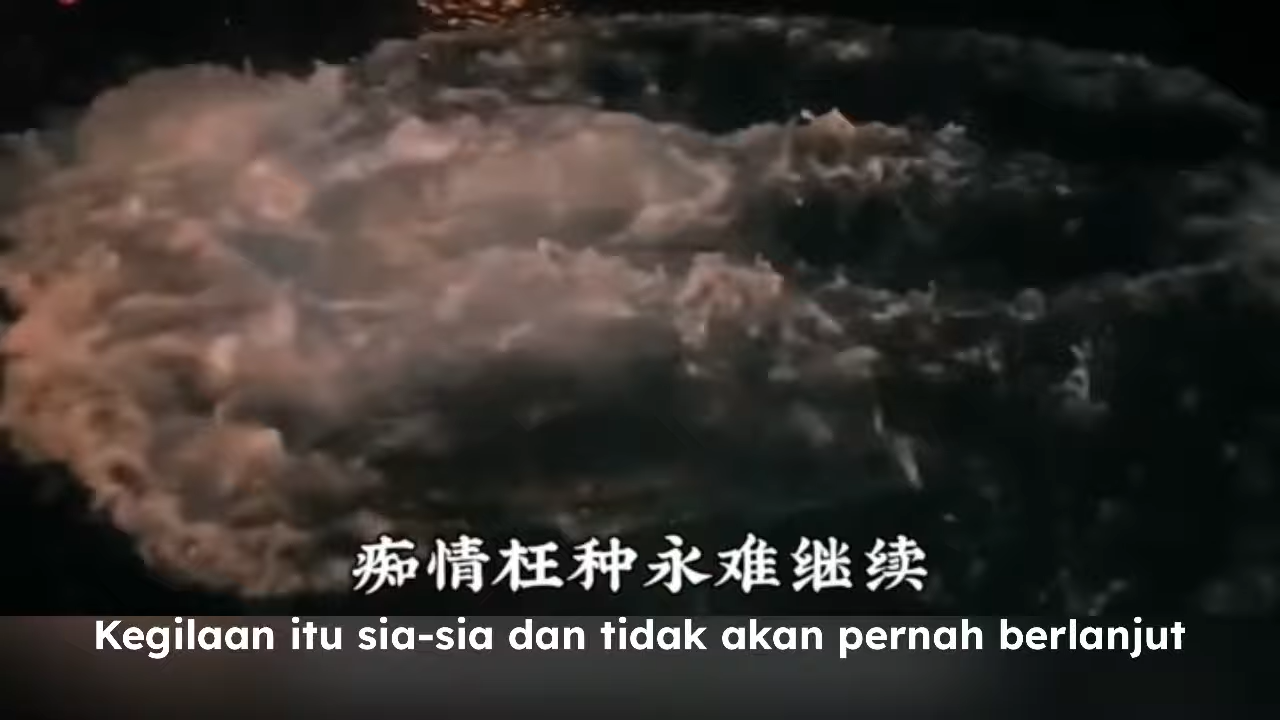 痴情枉种永难继续
Kegilaan itu sia-sia dan tidak akan pernah berlanjut